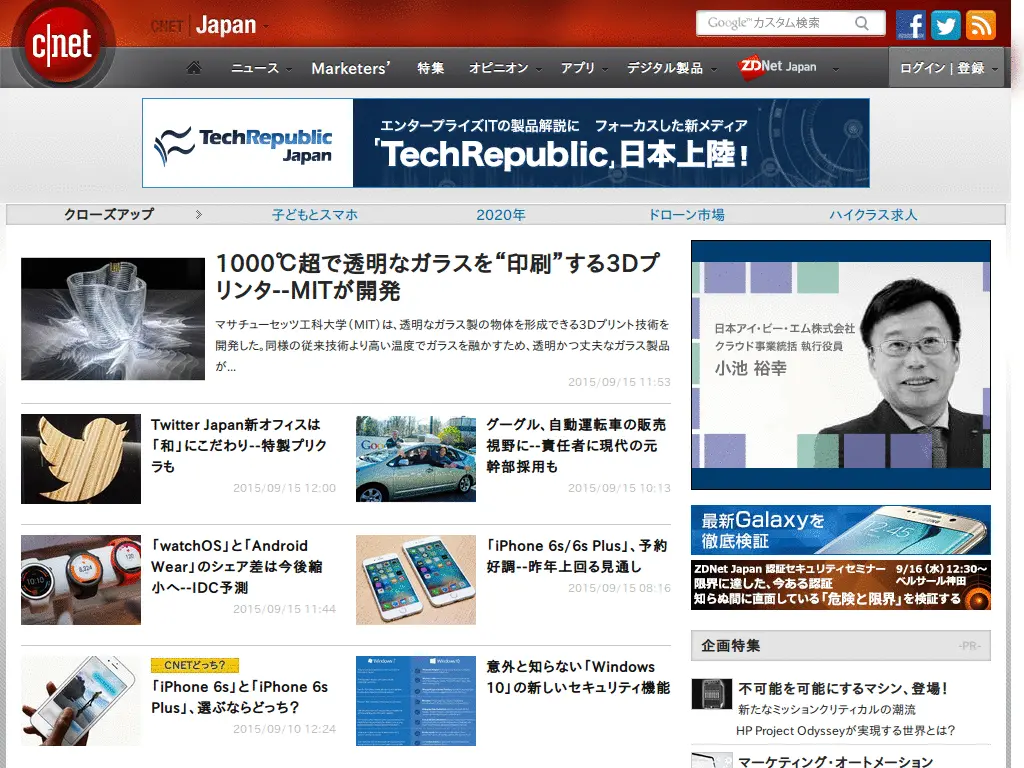 c|net
CNET Japan
Google™カスタム検索
ニュース
Marketers’
特集
オピニオン
アプリ
デジタル製品
ZDNet Japan
ログイン | 登録
TechRepublic
Japan
エンタープライズITの製品解説に フォーカスした新メディア
「TechRepublic」日本上陸!
クローズアップ
子どもとスマホ
2020年
ドローン市場
ハイクラス求人
1000℃超で透明なガラスを“印刷”する3Dプ
リンタ--MITが開発
マサチューセッツ工科大学(MIT)は、透明なガラス製の物体を形成できる3Dプリント技術を
開発した。同様の従来技術より高い温度でガラスを融かすため、透明かつ丈夫なガラス製品
が...
2015/09/15 11:53
Twitter Japan新オフィスは
「和」にこだわり--特製プリク
ラも
2015/09/15 12:00
グーグル、自動運転車の販売
視野に--責任者に現代の元
幹部採用も
2015/09/15 10:13
「watchOS」と「Android
Wear」のシェア差は今後縮
小へ--IDC予測
2015/09/15 11:44
「iPhone 6s/6s Plus」、予約
好調--昨年上回る見通し
2015/09/15 08:16
CNETどっち?
「iPhone 6s」と「iPhone 6s
Plus」、選ぶならどっち?
2015/09/10 12:24
意外と知らない「Windows
10」の新しいセキュリティ機能
日本アイ・ビー・エム株式会社
クラウド事業統括 執行役員
小池 裕幸
最新Galaxyを
徹底検証
ZDNet Japan 認証セキュリティセミナー 9/16 (水) 12:30～
ベルサール神田
限界に達した、今ある認証
知らぬ間に直面している「危険と限界」を検証する
企画特集
-PR-
不可能を可能にするマシン、登場!
新たなミッションクリティカルの潮流
HP Project Odysseyが実現する世界とは?
マーケティング・オートメーション